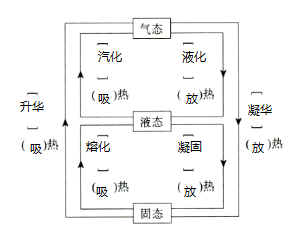 气态
[汽化]
(吸)热
[液化]
(放)热
[升华]
(吸)热
液态
[凝华]
(放)热
[熔化]
(吸)热
[凝固]
(放)热
固态